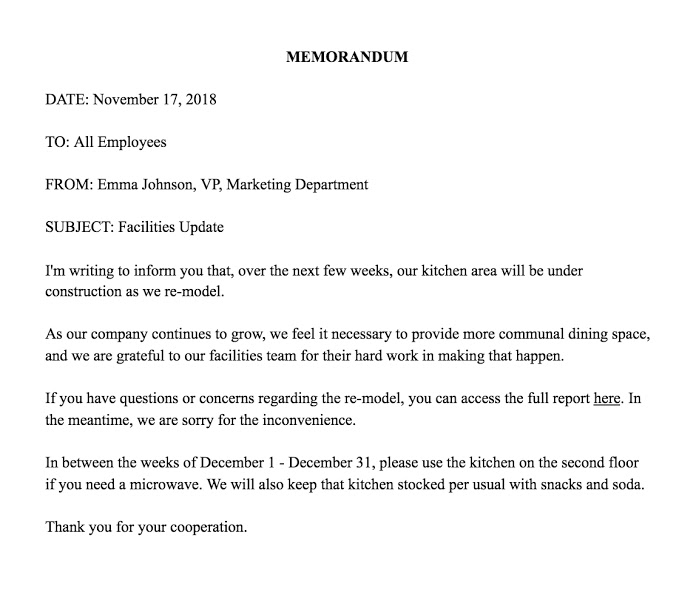 MEMORANDUM
DATE: November 17, 2018
TO: All Employees
FROM: Emma Johnson, VP, Marketing Department
SUBJECT: Facilities Update
I'm writing to inform you that, over the next few weeks, our kitchen area will be under
construction as we re-model.
As our company continues to grow, we feel it necessary to provide more communal dining space,
and we are grateful to our facilities team for their hard work in making that happen.
If you have questions or concerns regarding the re-model, you can access the full report here. In
the meantime, we are sorry for the inconvenience.
In between the weeks of December 1 - December 31, please use the kitchen on the second floor
if you need a microwave. We will also keep that kitchen stocked per usual with snacks and soda.
Thank you for your cooperation.